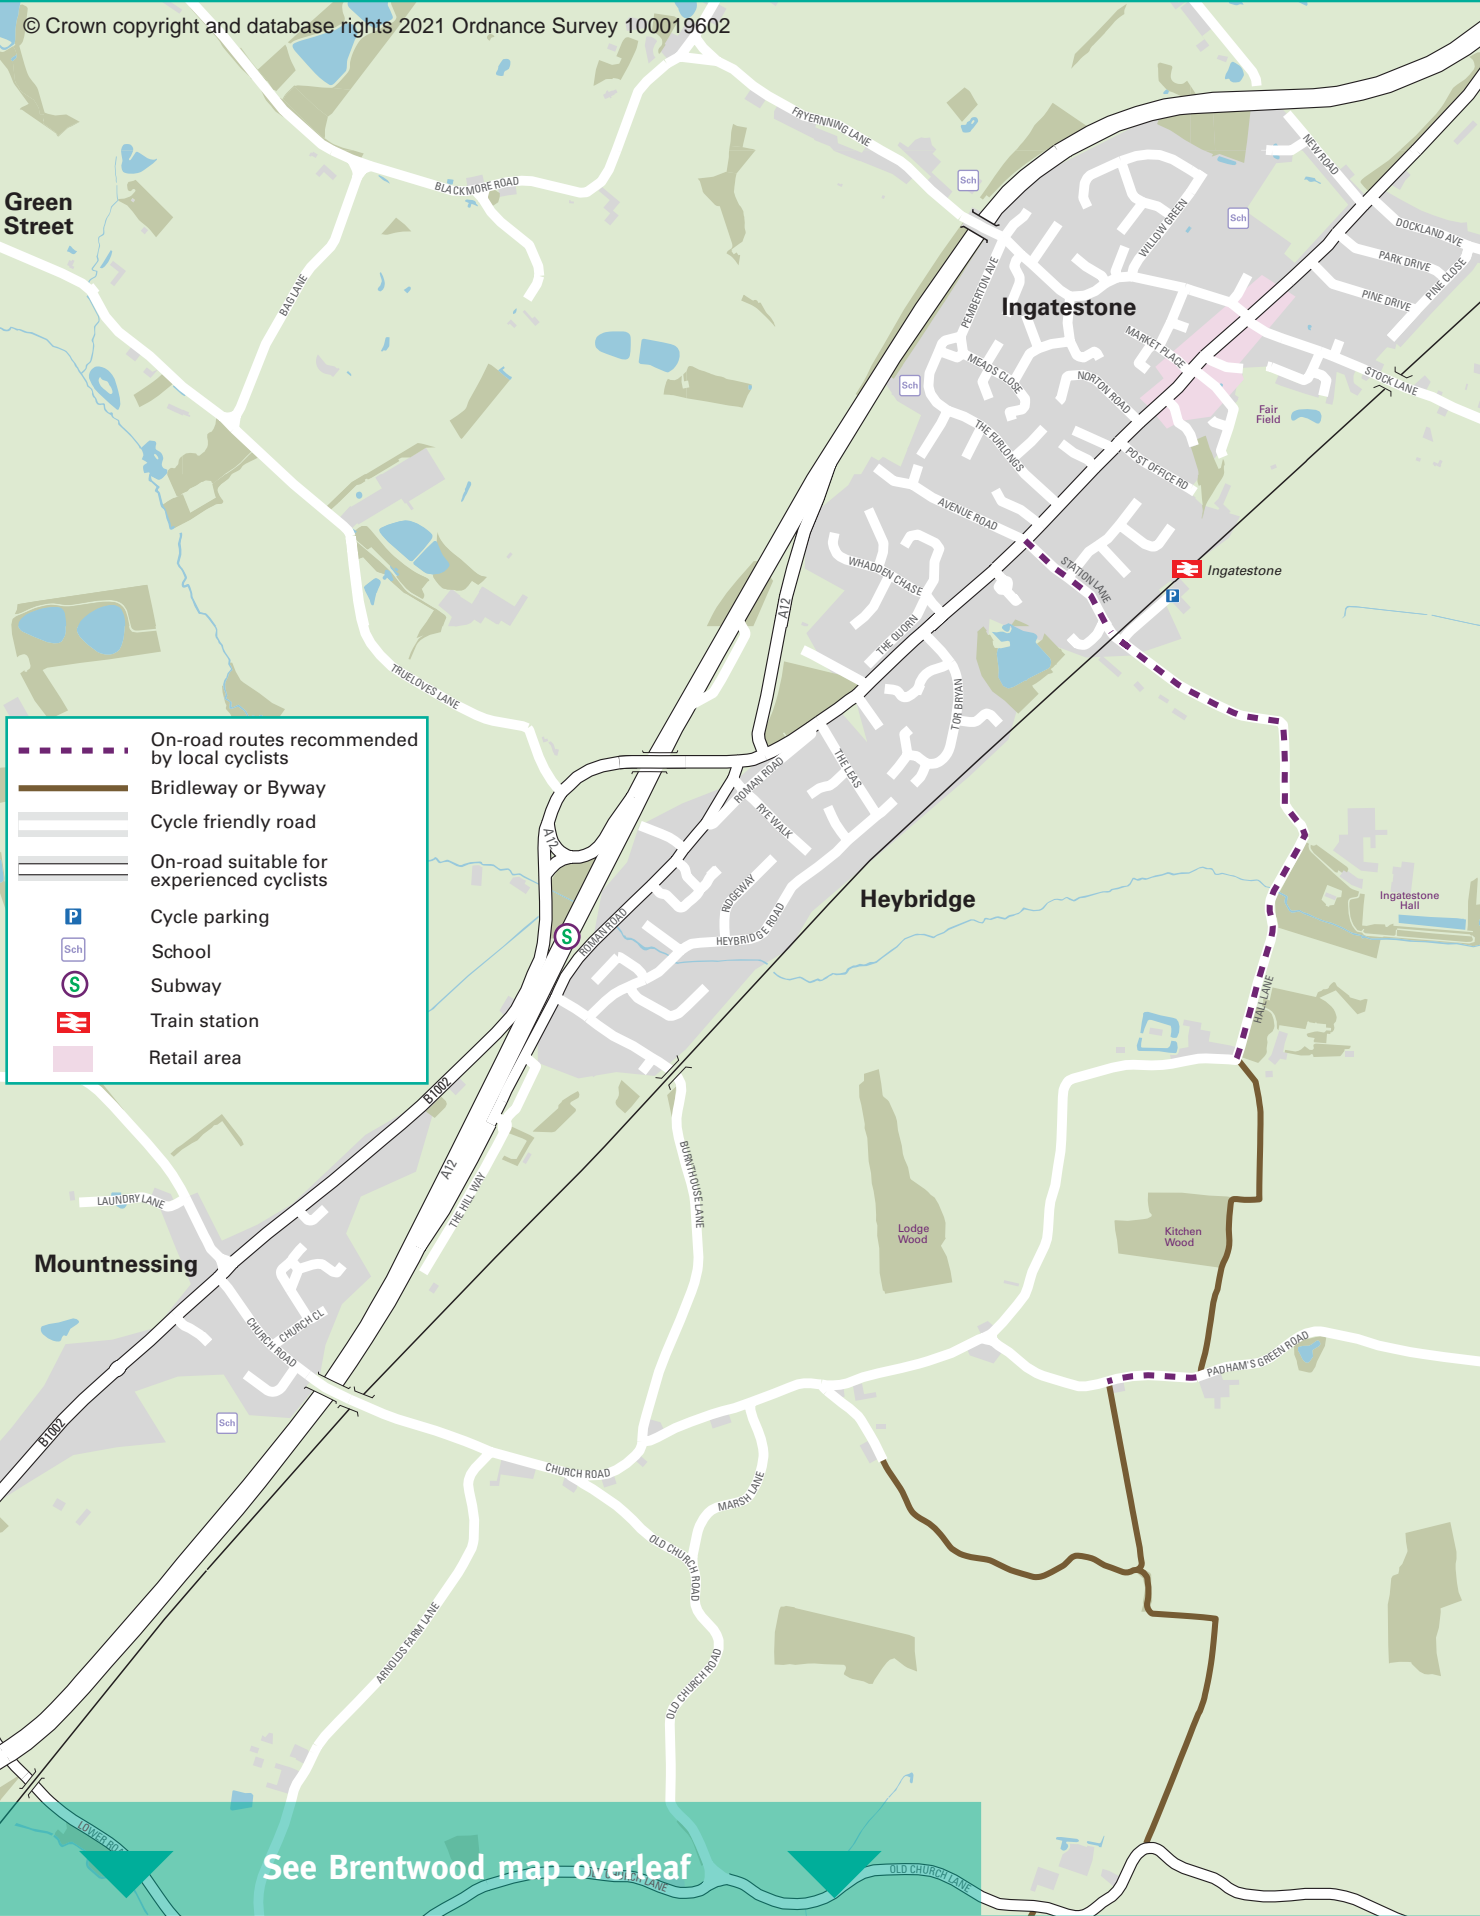 © Crown copyright and database rights 2021 Ordnance Survey 100019602
FRYERNNING LANE
NEW ROAD
Sch
BLACKMORE ROAD
Green
Street
Sch
WILLOW GREEN
DOCKLAND AVE
PARK DRIVE
PINE CLOSE
PINE DRIVE
BAG LANE
PEMBERTON AVE
Ingatestone
MARKET PLACE
MEADS CLOSE
NORTON ROAD
STOCK LANE
Sch
Fair
Field
THE FURLONGS
POST OFFICE RD
AVENUE ROAD
WHADDEN CHASE
STATION LANE
Ingatestone
P
A12
THE QUORN
TRUELOVES LANE
TOR BRYAN
On-road routes recommended
by local cyclists
Bridleway or Byway
Cycle friendly road
On-road suitable for
experienced cyclists
P
Cycle parking
Sch
School
S
Subway
Train station
Retail area
ROMAN ROAD
THE LEAS
RYE WALK
A12
RIDGEWAY
Heybridge
Ingatestone
Hall
HEYBRIDGE ROAD
S
ROMAN ROAD
HALL LANE
B1002
A12
THE HILL WAY
BURNTHOUSE LANE
LAUNDRY LANE
Lodge
Wood
Kitchen
Wood
Mountnessing
CHURCH CL
CHURCH ROAD
PADHAM'S GREEN ROAD
Sch
B1002
CHURCH ROAD
MARSH LANE
OLD CHURCH ROAD
ARNOLDS FARM LANE
OLD CHURCH ROAD
See Brentwood map overleaf
OLD CHURCH LANE